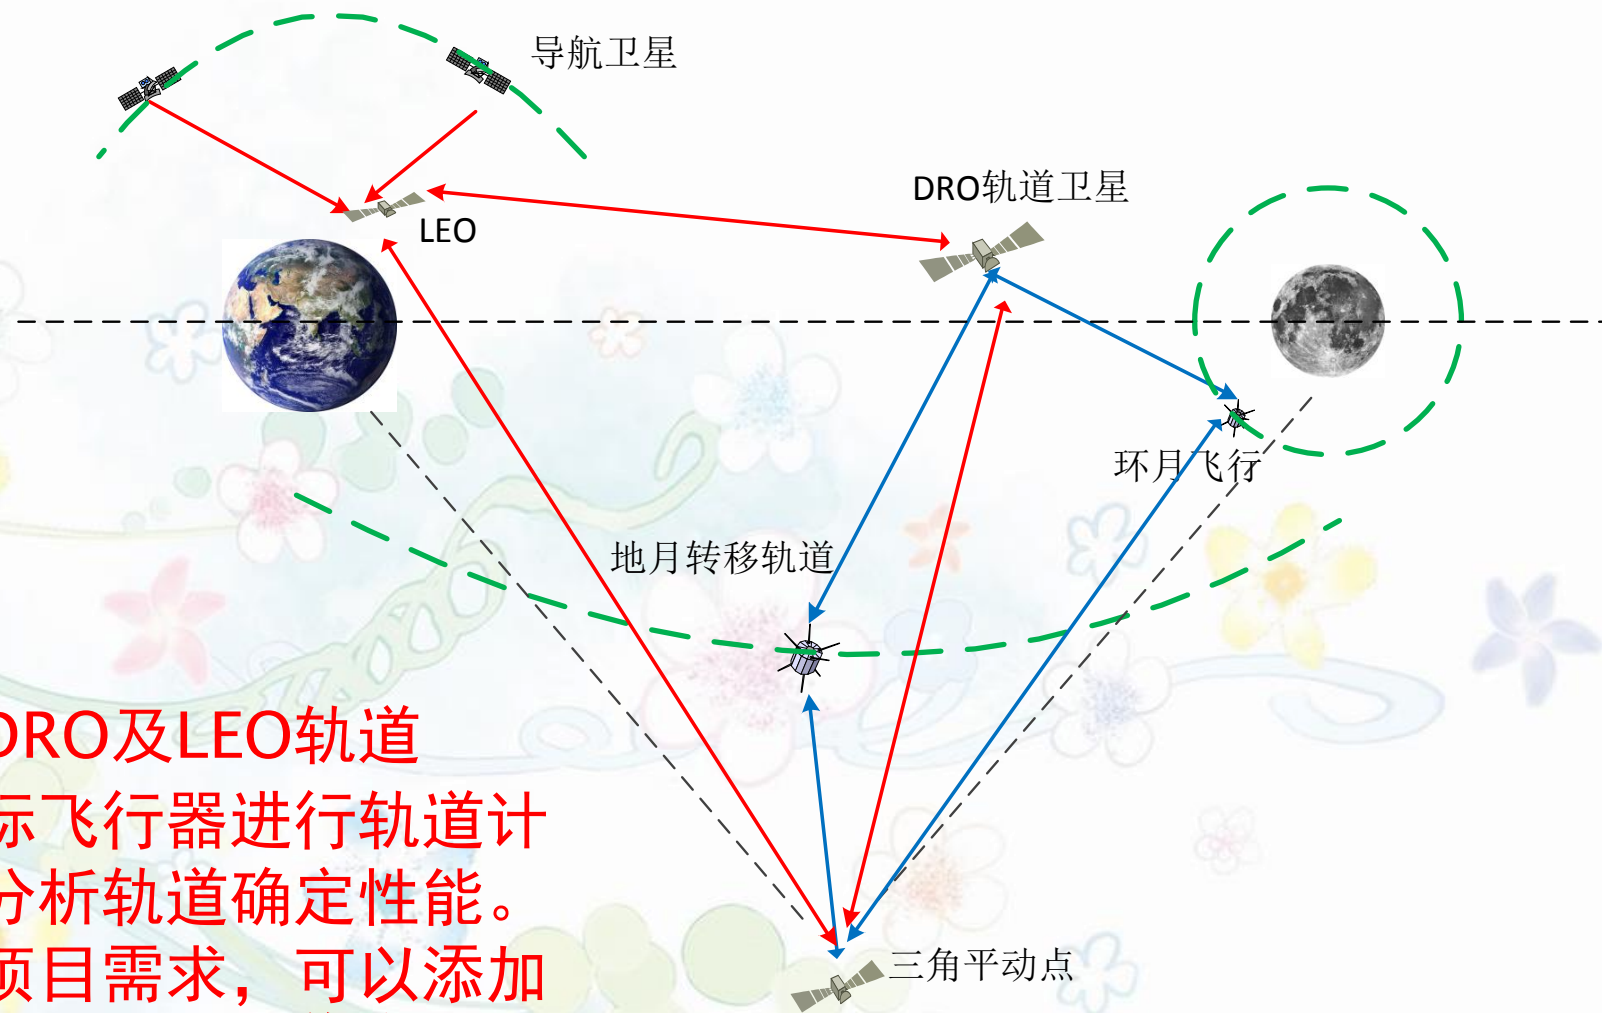 导航卫星
DRO轨道卫星
LEO
环月飞行
地月转移轨道
DRO及LEO轨道
标飞行器进行轨道计
分析轨道确定性能。
项目需求，可以添加
三角平动点